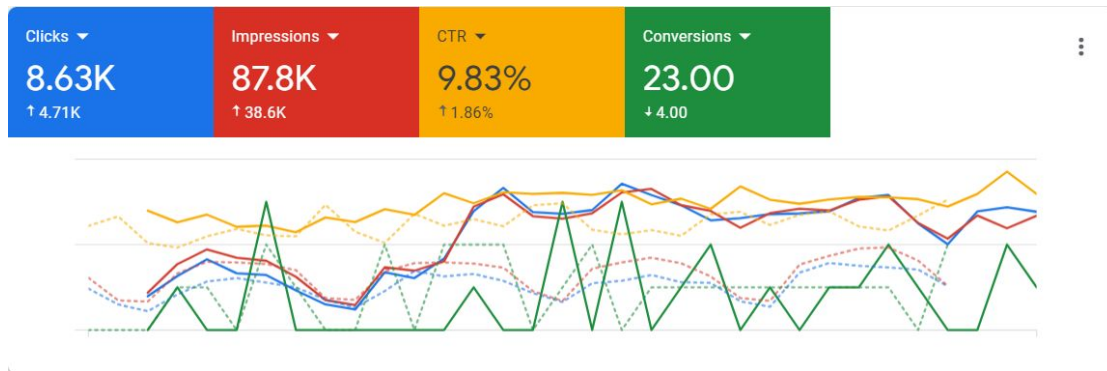 Clicks
8.63K
↑ 4.71K
Impressions
87.8K
↑ 38.6K
CTR
9.83%
↑ 1.86%
Conversions
23.00
↓ 4.00